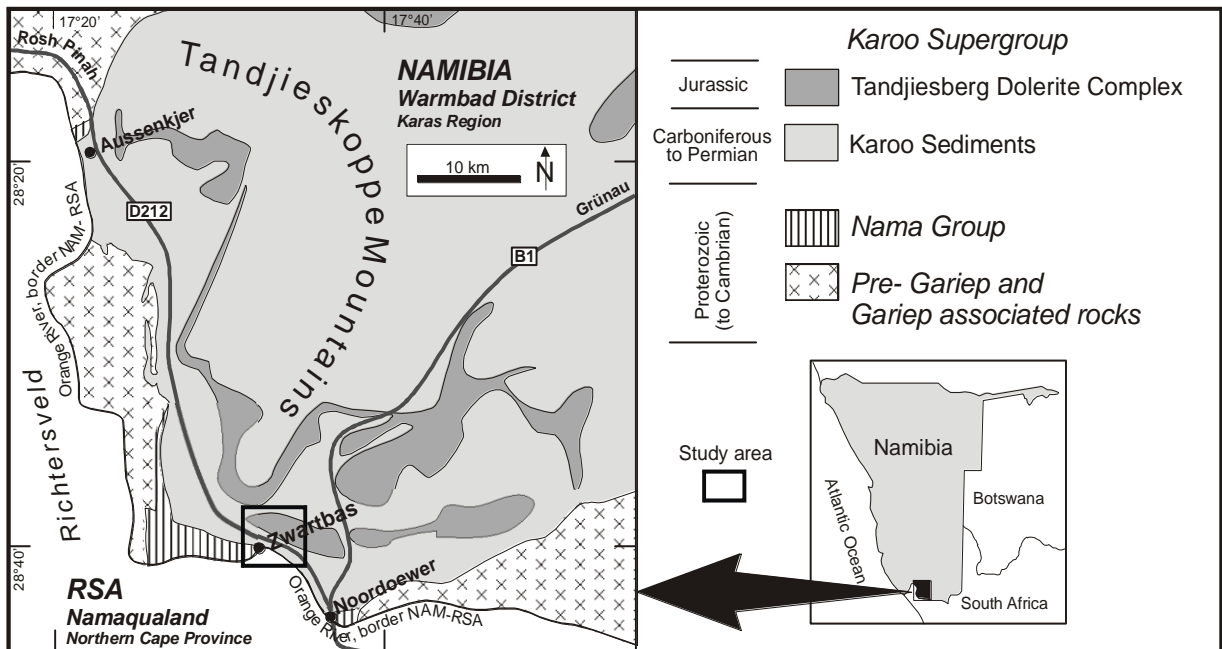 17°20'
17°40'
Rosh Pinah
Tandjieskoppe Mountains
NAMIBIA
Warmbad District
Karas Region
10 km
N
Aussenkjer
28°20'
D212
Grünau
B1
Orange River, border NAM- RSA
Richtersveld
Zwartbas
28°40'
Noordoewer
Orange River, border NAM-RSA
RSA
Namaqualand
Northern Cape Province
Karoo Supergroup
Jurassic
Tandjiesberg Dolerite Complex
Carboniferous
to Permian
Karoo Sediments
Proterozoic
(to Cambrian)
Nama Group
Pre- Gariep and
Gariep associated rocks
Study area
Namibia
Botswana
Atlantic Ocean
South Africa